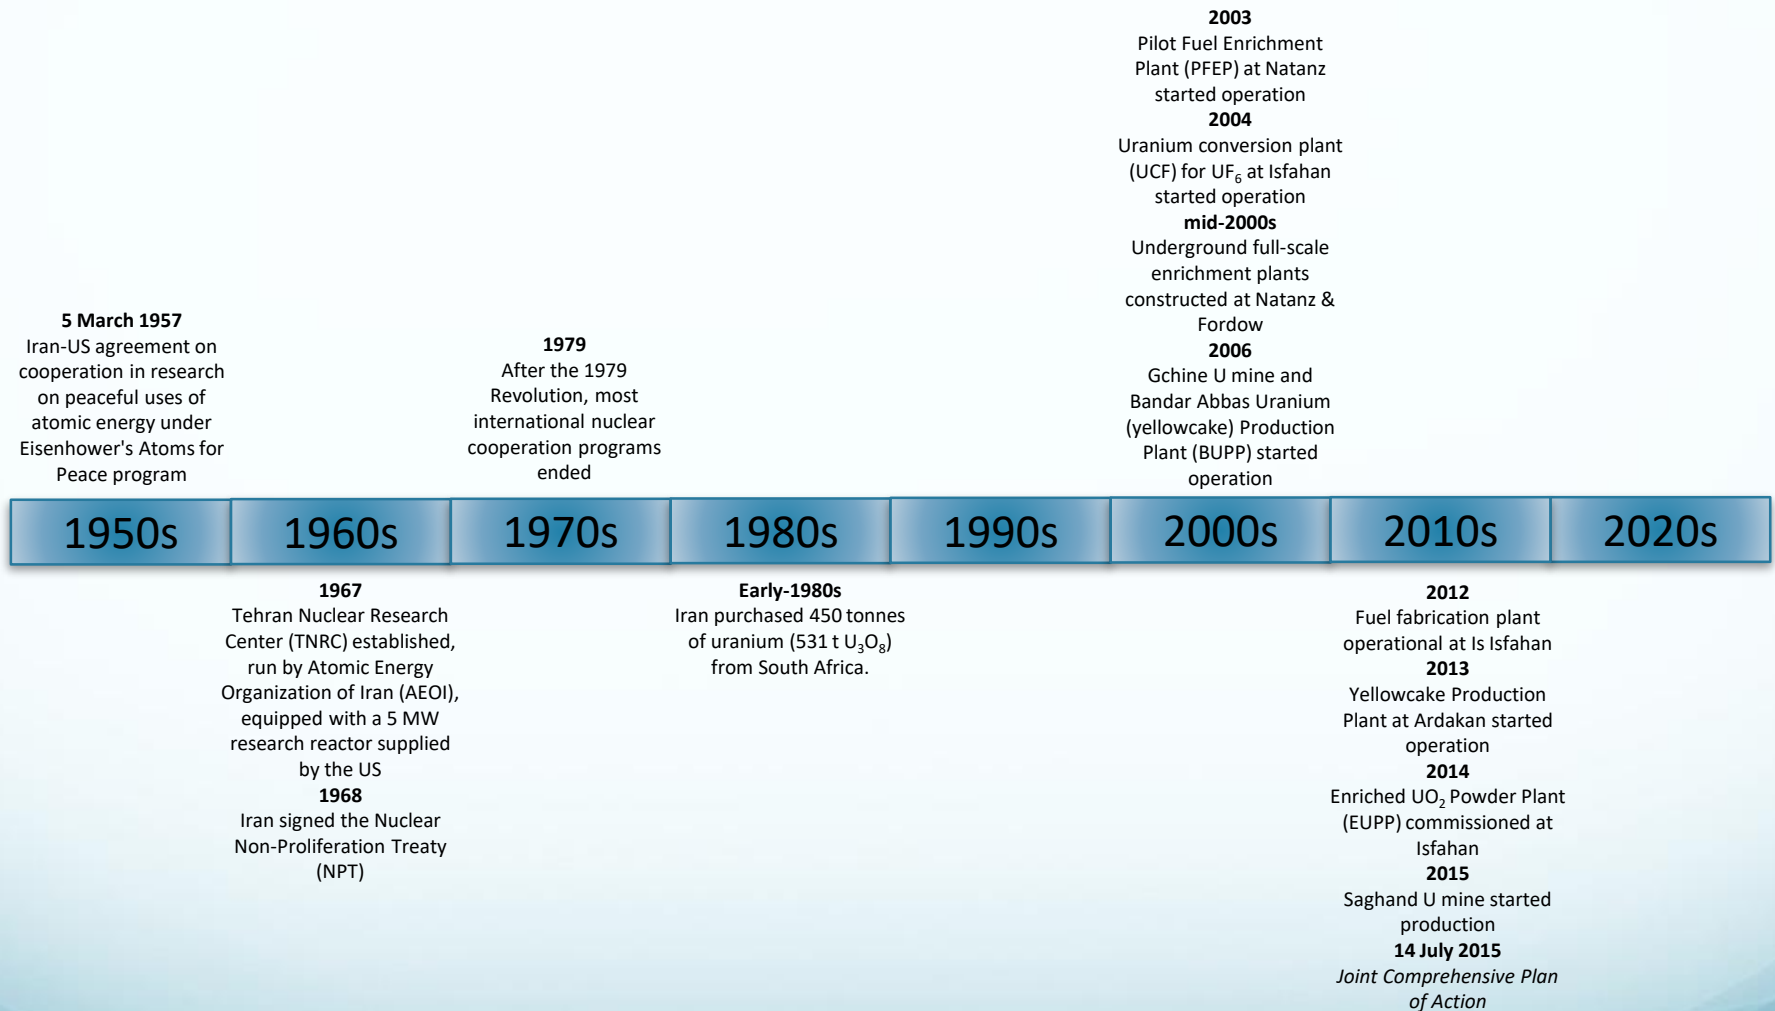 5 March 1957
Iran-US agreement on
cooperation in research
on peaceful uses of
atomic energy under
Eisenhower's Atoms for
Peace program
1979
After the 1979
Revolution, most
international nuclear
cooperation programs
ended
2003
Pilot Fuel Enrichment
Plant (PFEP) at Natanz
started operation
2004
Uranium conversion plant
(UCF) for UF₆ at Isfahan
started operation
mid-2000s
Underground full-scale
enrichment plants
constructed at Natanz &
Fordow
2006
Gchine U mine and
Bandar Abbas Uranium
(yellowcake) Production
Plant (BUPP) started
operation
1950s
1960s
1970s
1980s
1990s
2000s
2010s
2020s
1967
Tehran Nuclear Research
Center (TNRC) established,
run by Atomic Energy
Organization of Iran (AEOI),
equipped with a 5 MW
research reactor supplied
by the US
1968
Iran signed the Nuclear
Non-Proliferation Treaty
(NPT)
Early-1980s
Iran purchased 450 tonnes
of uranium (531 t U₃O₈)
from South Africa.
2012
Fuel fabrication plant
operational at Is Isfahan
2013
Yellowcake Production
Plant at Ardakan started
operation
2014
Enriched UO₂ Powder Plant
(EUPP) commissioned at
Isfahan
2015
Saghand U mine started
production
14 July 2015
Joint Comprehensive Plan
of Action